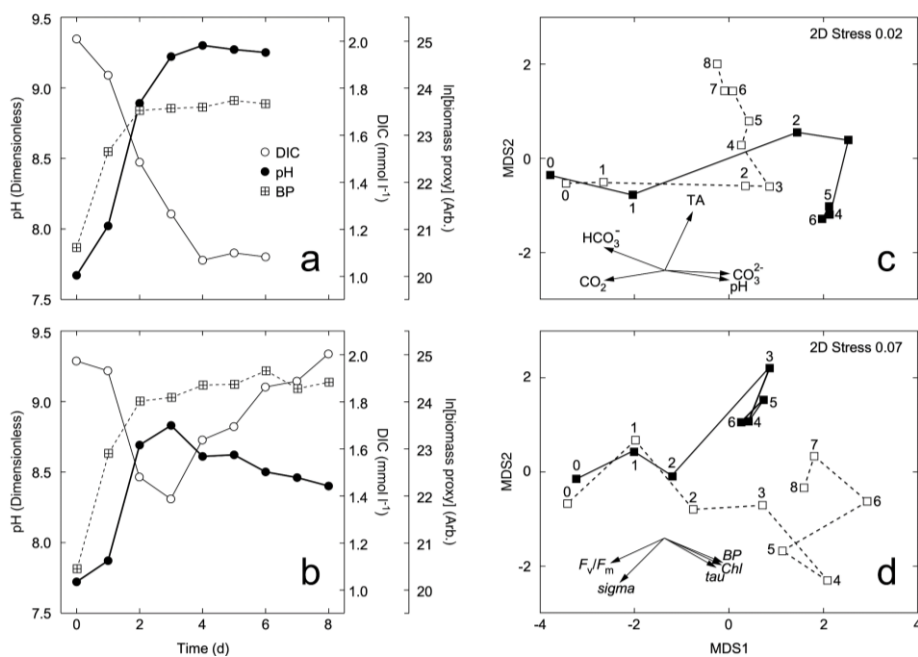 9.5
9.0
8.5
8.0
7.5
pH (Dimensionless)
2.0
1.8
1.6
1.4
1.2
1.0
DIC (mmol l⁻¹)
25
24
23
22
21
20
ln[biomass proxy] (Arb.)
DIC
pH
BP
a
9.5
9.0
8.5
8.0
7.5
pH (Dimensionless)
2.0
1.8
1.6
1.4
1.2
1.0
DIC (mmol l⁻¹)
25
24
23
22
21
20
ln[biomass proxy] (Arb.)
b
0 2 4 6 8
Time (d)
c
2D Stress 0.02
2
0
-2
MDS2
8
7 6
5
4
2
0 1
0
1
2 3
5
6 4
TA
HCO₃⁻
CO₂
CO₃²⁻
pH
2D Stress 0.07
2
0
-2
MDS2
3
5
6 4
1
0
1
2
0
2 3
7
8
6
5
4
Fv/Fm
sigma
BP
Chl
tau
d
-4 -2 0 2 4
MDS1